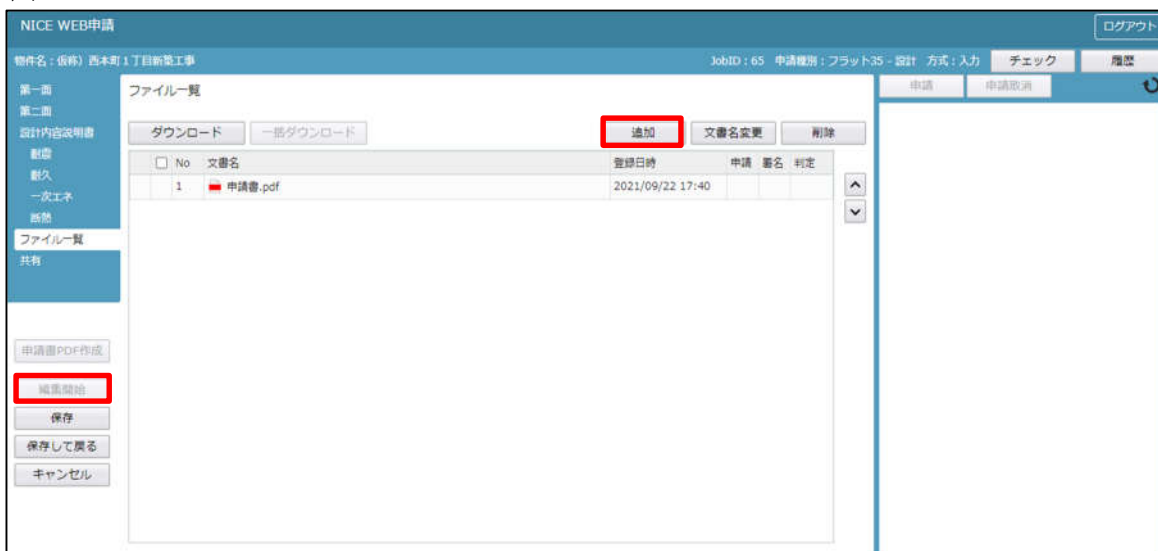 NICE WEB申請
ログアウト
物件名：仮称）西本町１丁目新築工事
JobID：65 申請種別：フラット35 - 設計 方式：入力
チェック
履歴
第一面
第二面
設計内容説明書
耐震
耐久
一次エネ
断熱
ファイル一覧
共有
ファイル一覧
申請
申請取消
ダウンロード
一括ダウンロード
追加
文書名変更
削除
No 文書名 登録日時 申請 署名 判定
1 申請書.pdf 2021/09/22 17:40
申請書PDF作成
編集開始
保存
保存して戻る
キャンセル